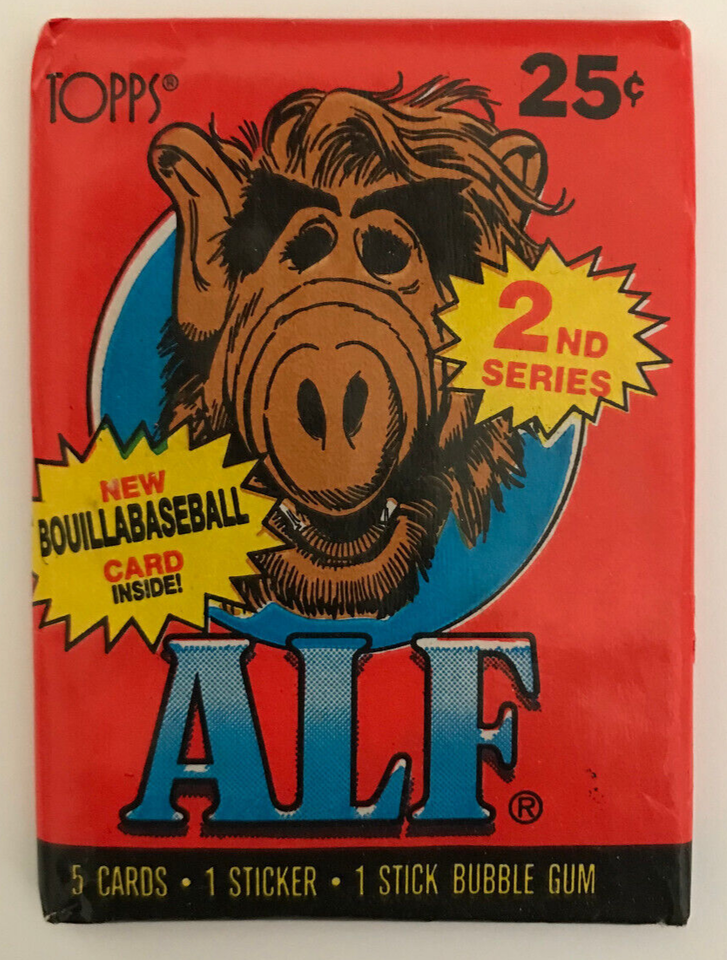 TOPPS®
25¢
2ND
SERIES
NEW
BOUILLABASEBALL
CARD
INSIDE!
ALF®
5 CARDS • 1 STICKER • 1 STICK BUBBLE GUM